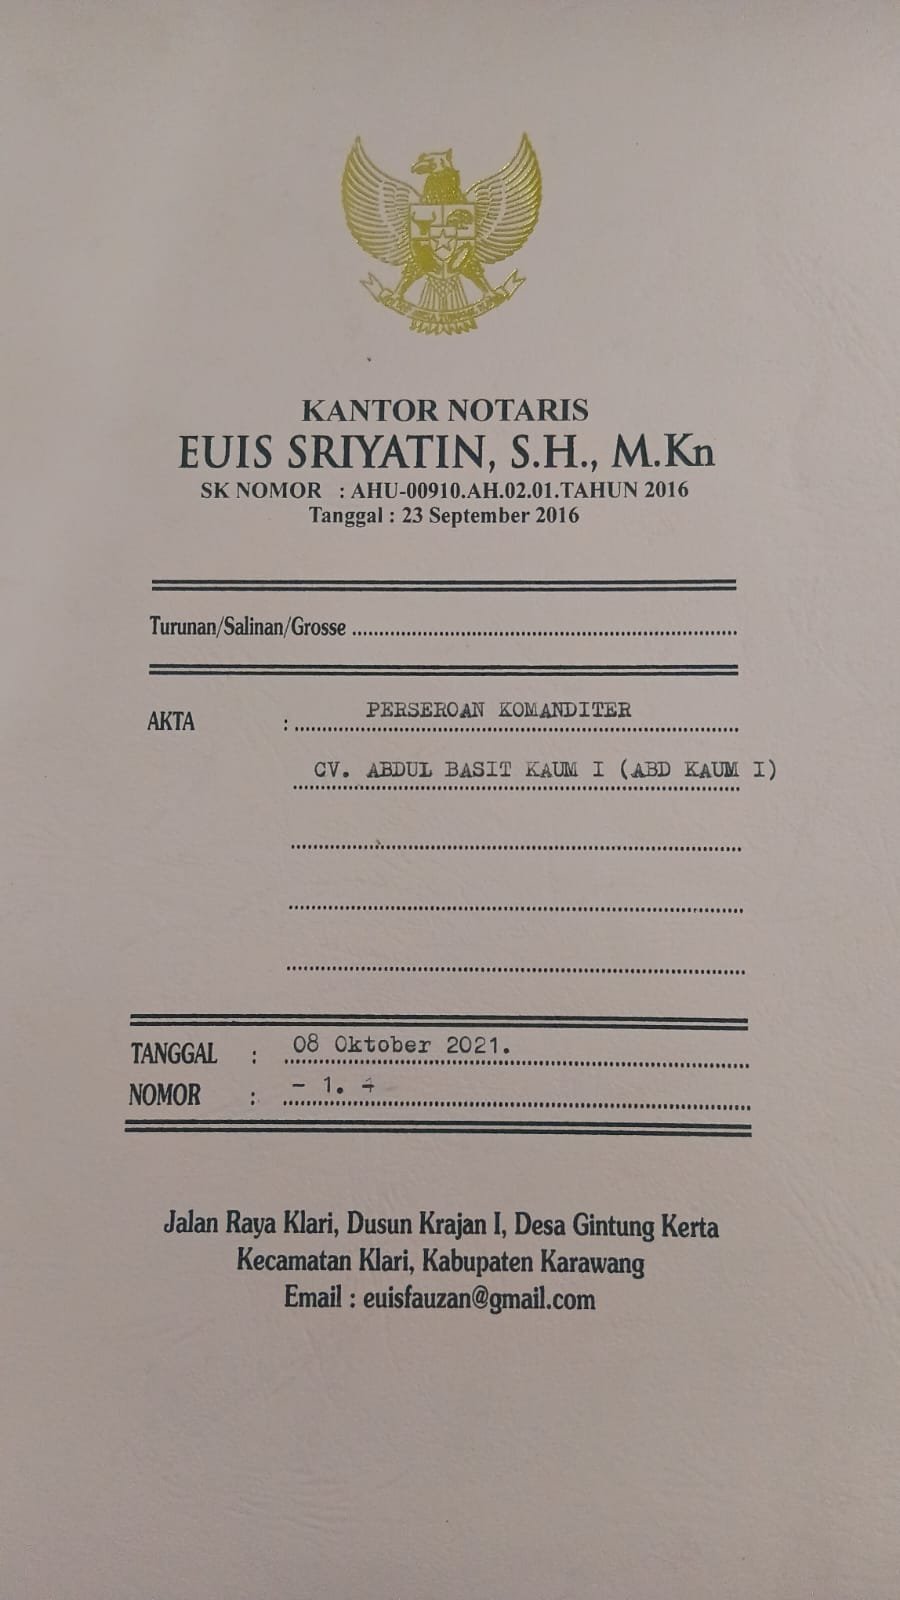 KANTOR NOTARIS
EUIS SRIYATIN, S.H., M.Kn
SK NOMOR : AHU-00910.AH.02.01.TAHUN 2016
Tanggal : 23 September 2016
Turunan/Salinan/Grosse
AKTA : PERSEROAN KOMANDITER
CV. ABDUL BASIT KAUM I (ABD KAUM I)
TANGGAL : 08 Oktober 2021.
NOMOR : - 1.
Jalan Raya Klari, Dusun Krajan I, Desa Gintung Kerta
Kecamatan Klari, Kabupaten Karawang
Email : euisfauzan@gmail.com